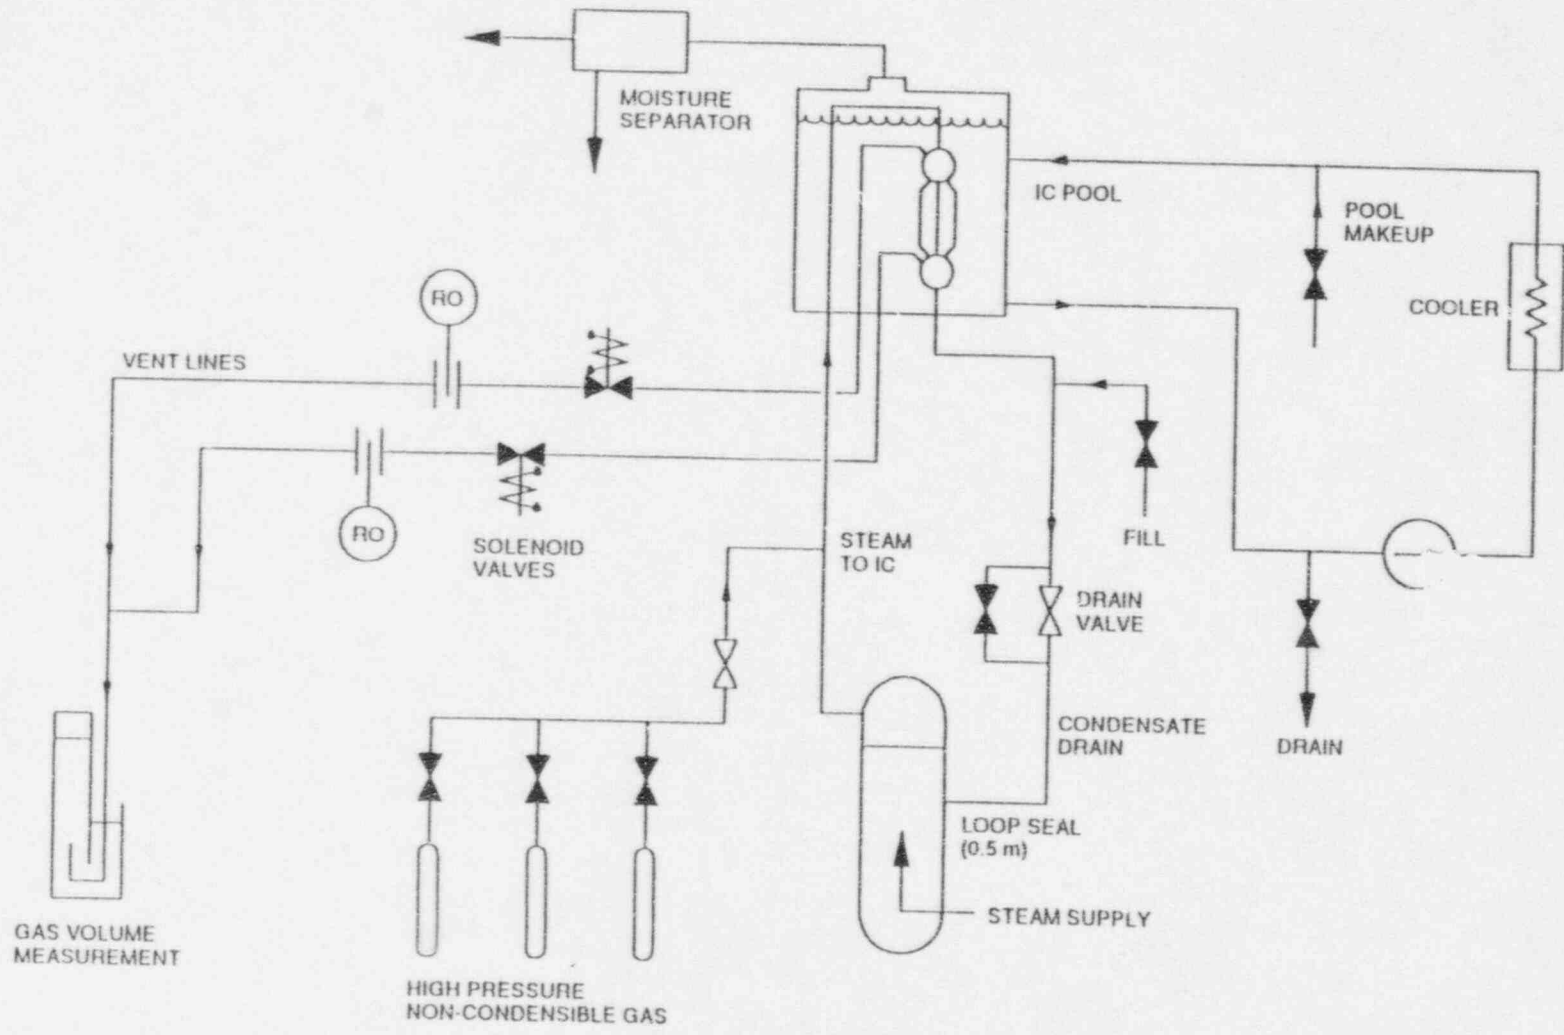 MOISTURE
SEPARATOR
IC POOL
POOL
MAKEUP
COOLER
RO
VENT LINES
RO
SOLENOID
VALVES
STEAM
TO IC
FILL
DRAIN
VALVE
CONDENSATE
DRAIN
DRAIN
LOOP SEAL
(0.5 m)
STEAM SUPPLY
GAS VOLUME
MEASUREMENT
HIGH PRESSURE
NON-CONDENSIBLE GAS